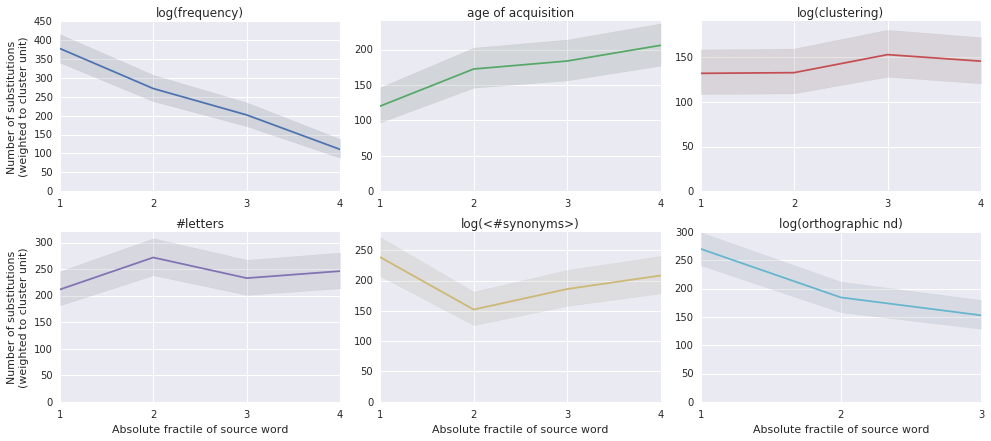 log(frequency)
age of acquisition
log(clustering)
Number of substitutions
(weighted to cluster unit)
450
400
350
300
250
200
150
100
50
0
1 2 3 4
200
150
100
50
0
1 2 3 4
150
100
50
0
1 2 3 4
#letters
log(<#synonyms>)
log(orthographic nd)
Number of substitutions
(weighted to cluster unit)
300
250
200
150
100
50
0
1 2 3 4
Absolute fractile of source word
250
200
150
100
50
0
1 2 3 4
Absolute fractile of source word
300
250
200
150
100
50
0
1 2 3
Absolute fractile of source word